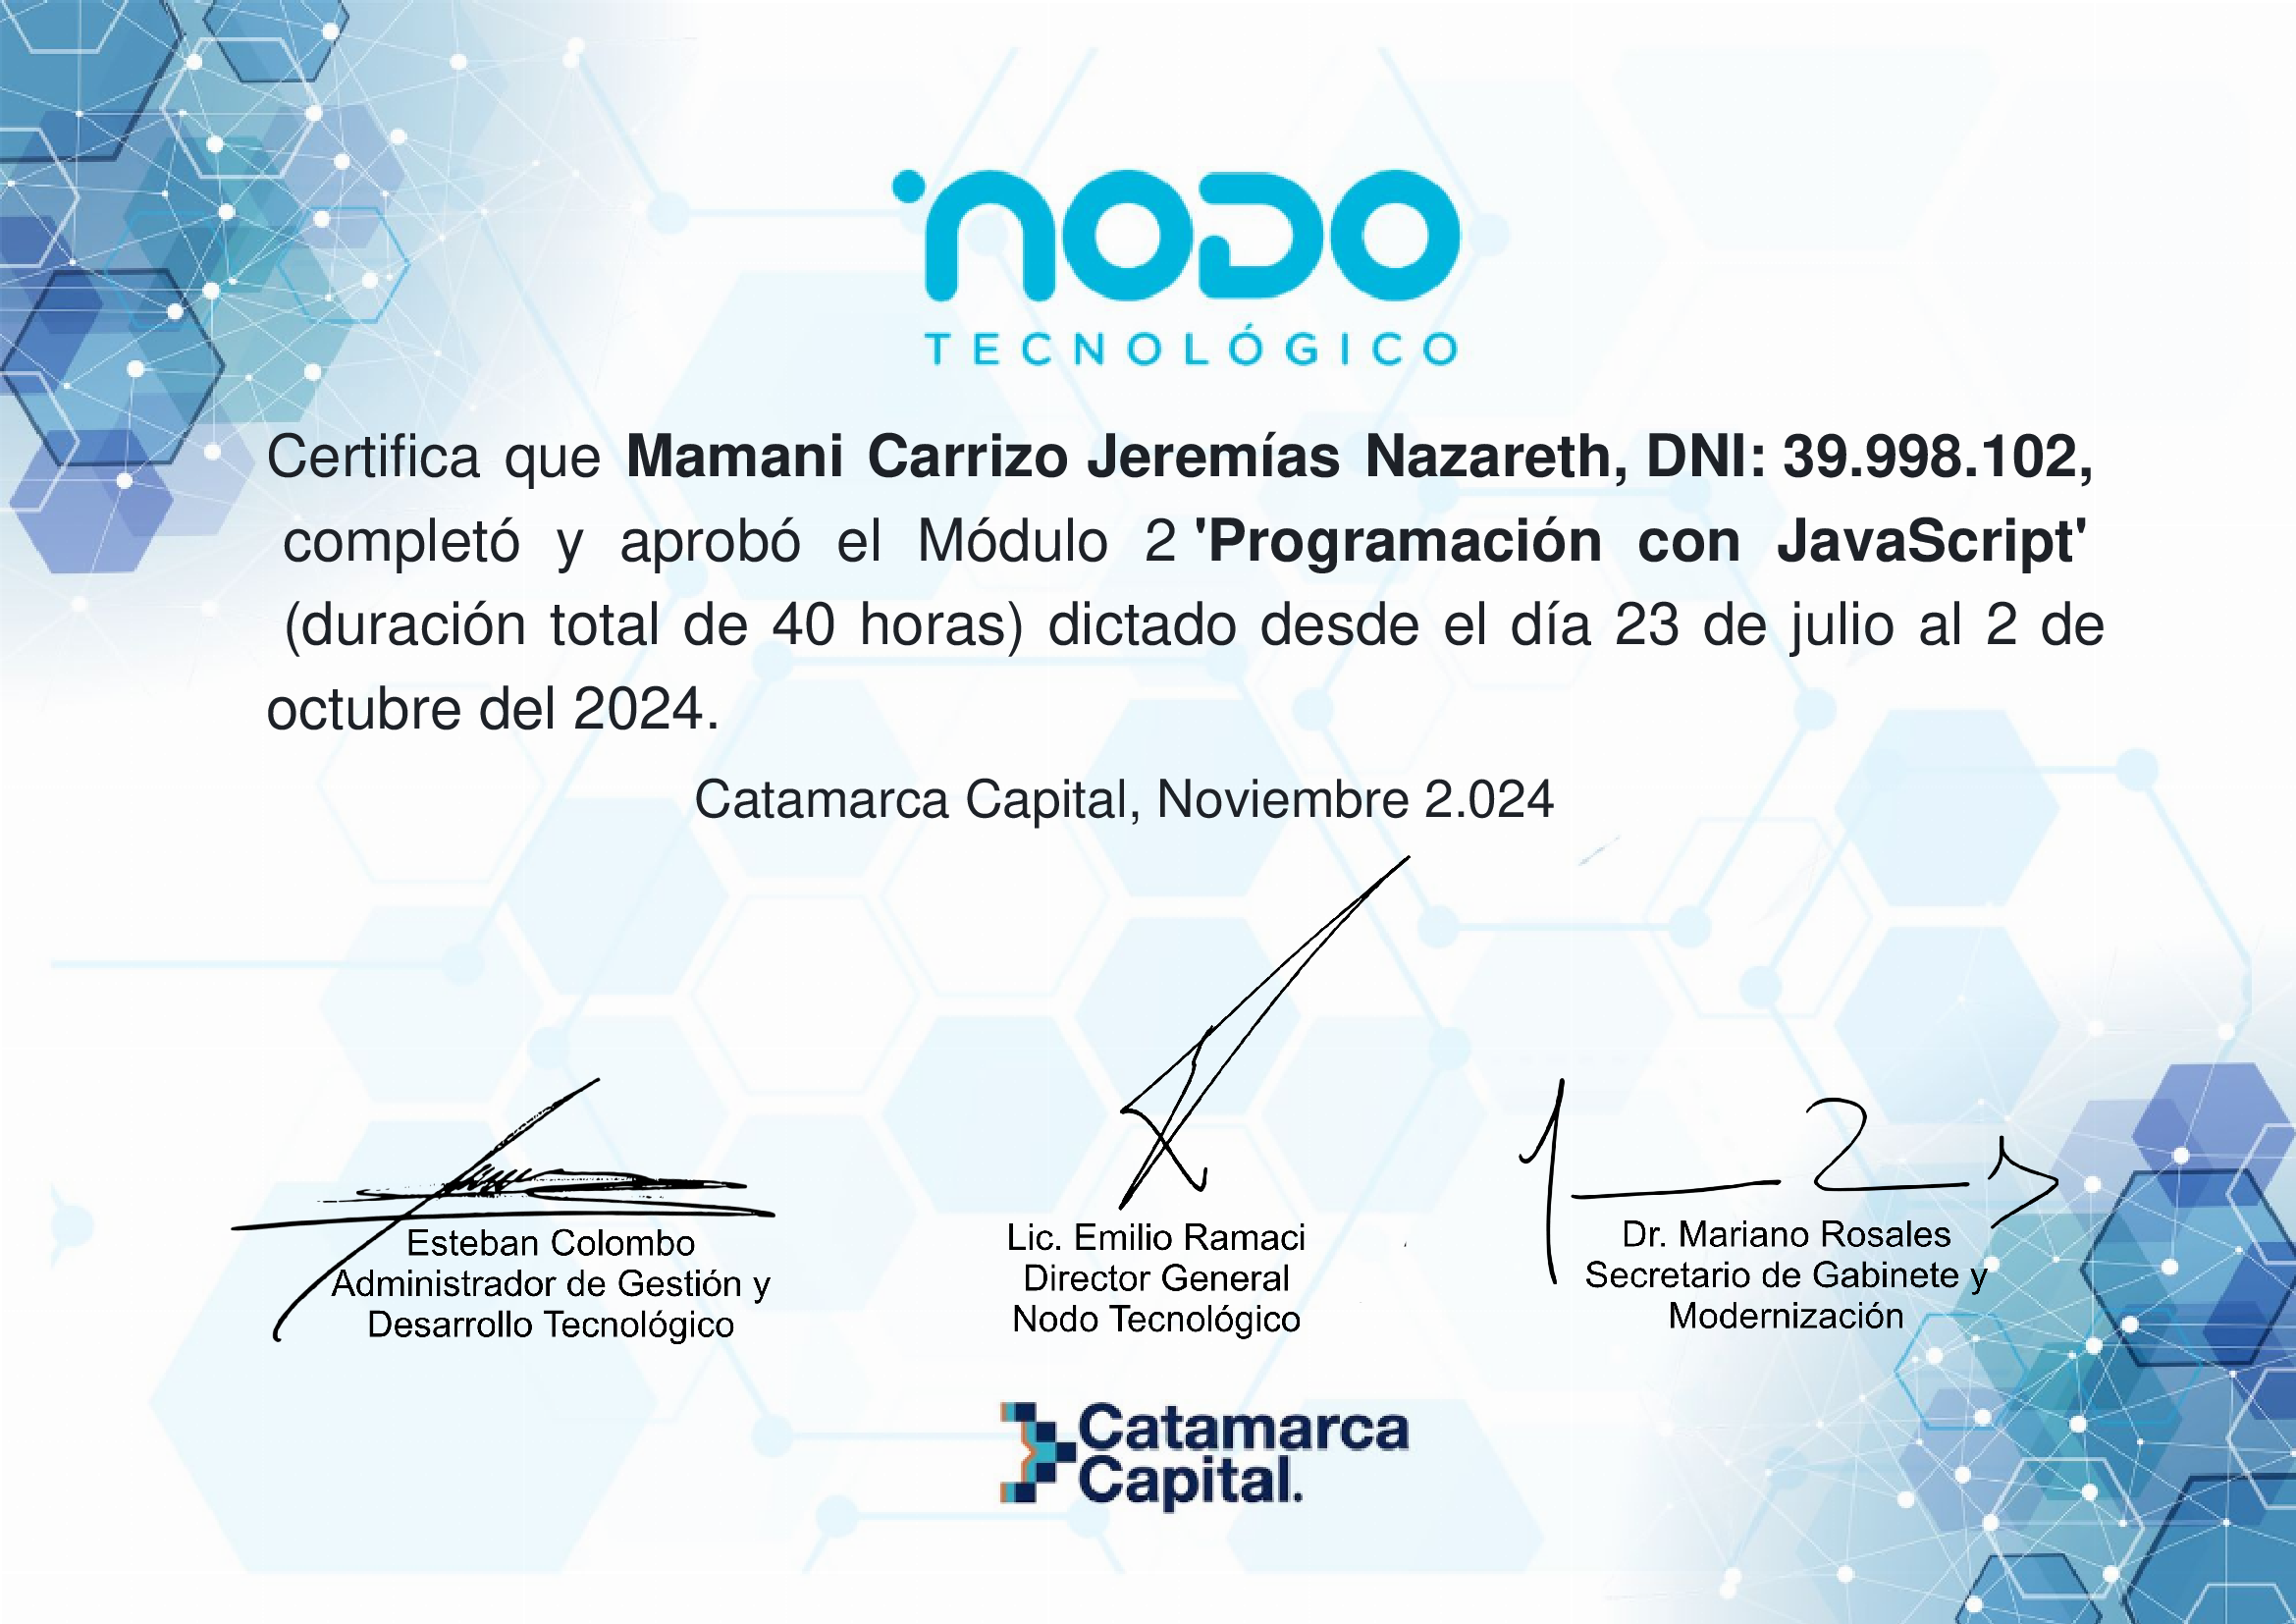 NODO
TECNOLÓGICO
Certifica que Mamani Carrizo Jeremías Nazareth, DNI: 39.998.102,
completó y aprobó el Módulo 2 'Programación con JavaScript'
(duración total de 40 horas) dictado desde el día 23 de julio al 2 de
octubre del 2024.
Catamarca Capital, Noviembre 2.024
Esteban Colombo
Administrador de Gestión y
Desarrollo Tecnológico
Lic. Emilio Ramaci
Director General
Nodo Tecnológico
Dr. Mariano Rosales
Secretario de Gabinete y
Modernización
Catamarca
Capital.